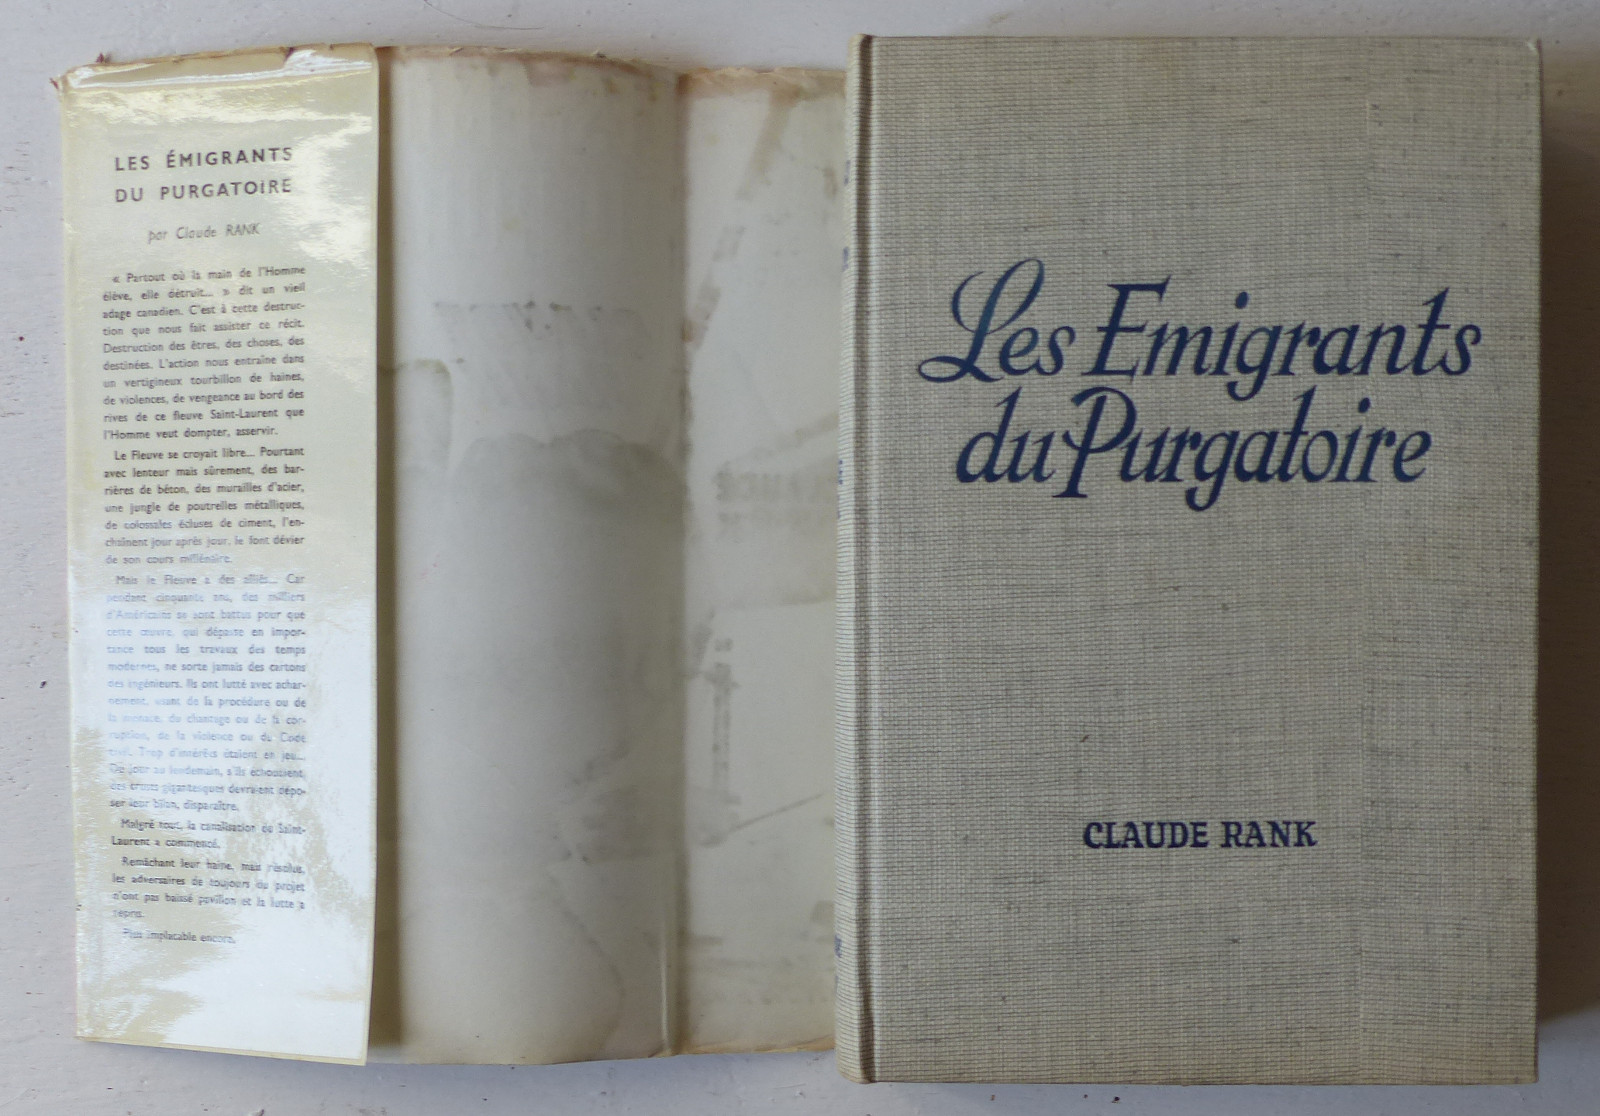 LES ÉMIGRANTS
DU PURGATOIRE
par Claude RANK
« Partout où la main de l'Homme
élève, elle détruit... » dit un vieil
adage canadien. C'est à cette destruc-
tion que nous fait assister ce récit.
Destruction des êtres, des choses, des
destinées. L'action nous entraîne dans
un vertigineux tourbillon de haines,
de violences, de vengeance au bord des
rives de ce fleuve Saint-Laurent que
l'Homme veut dompter, asservir.
Le Fleuve se croyait libre... Pourtant
avec lenteur mais sûrement, des bar-
rières de béton, des murailles d'acier,
une jungle de poutrelles métalliques,
de colossales écluses de ciment, l'en-
chaînent jour après jour, le font dévier
de son cours millénaire.
Mais le Fleuve a des alliés... Car
pendant cinquante ans, des milliers
d'Américains se sont battus pour que
cette œuvre, qui dépasse en impor-
tance tous les travaux des temps
modernes, ne sorte jamais des cartons
des ingénieurs. Ils ont lutté avec achar-
nement, usant de la procédure ou de
la menace, du chantage ou de la cor-
ruption, de la violence ou du Code
civil. Trop d'intérêts étaient en jeu...
De jour au lendemain, s'ils échouaient,
des trusts gigantesques devraient dépo-
ser leur bilan, disparaître.
Malgré tout, la canalisation du Saint-
Laurent a commencé.
Remâchant leur haine, mais résolus,
les adversaires de toujours du projet
n'ont pas baissé pavillon et la lutte a
repris.
Plus implacable encore.
Les Emigrants
du Purgatoire
CLAUDE RANK